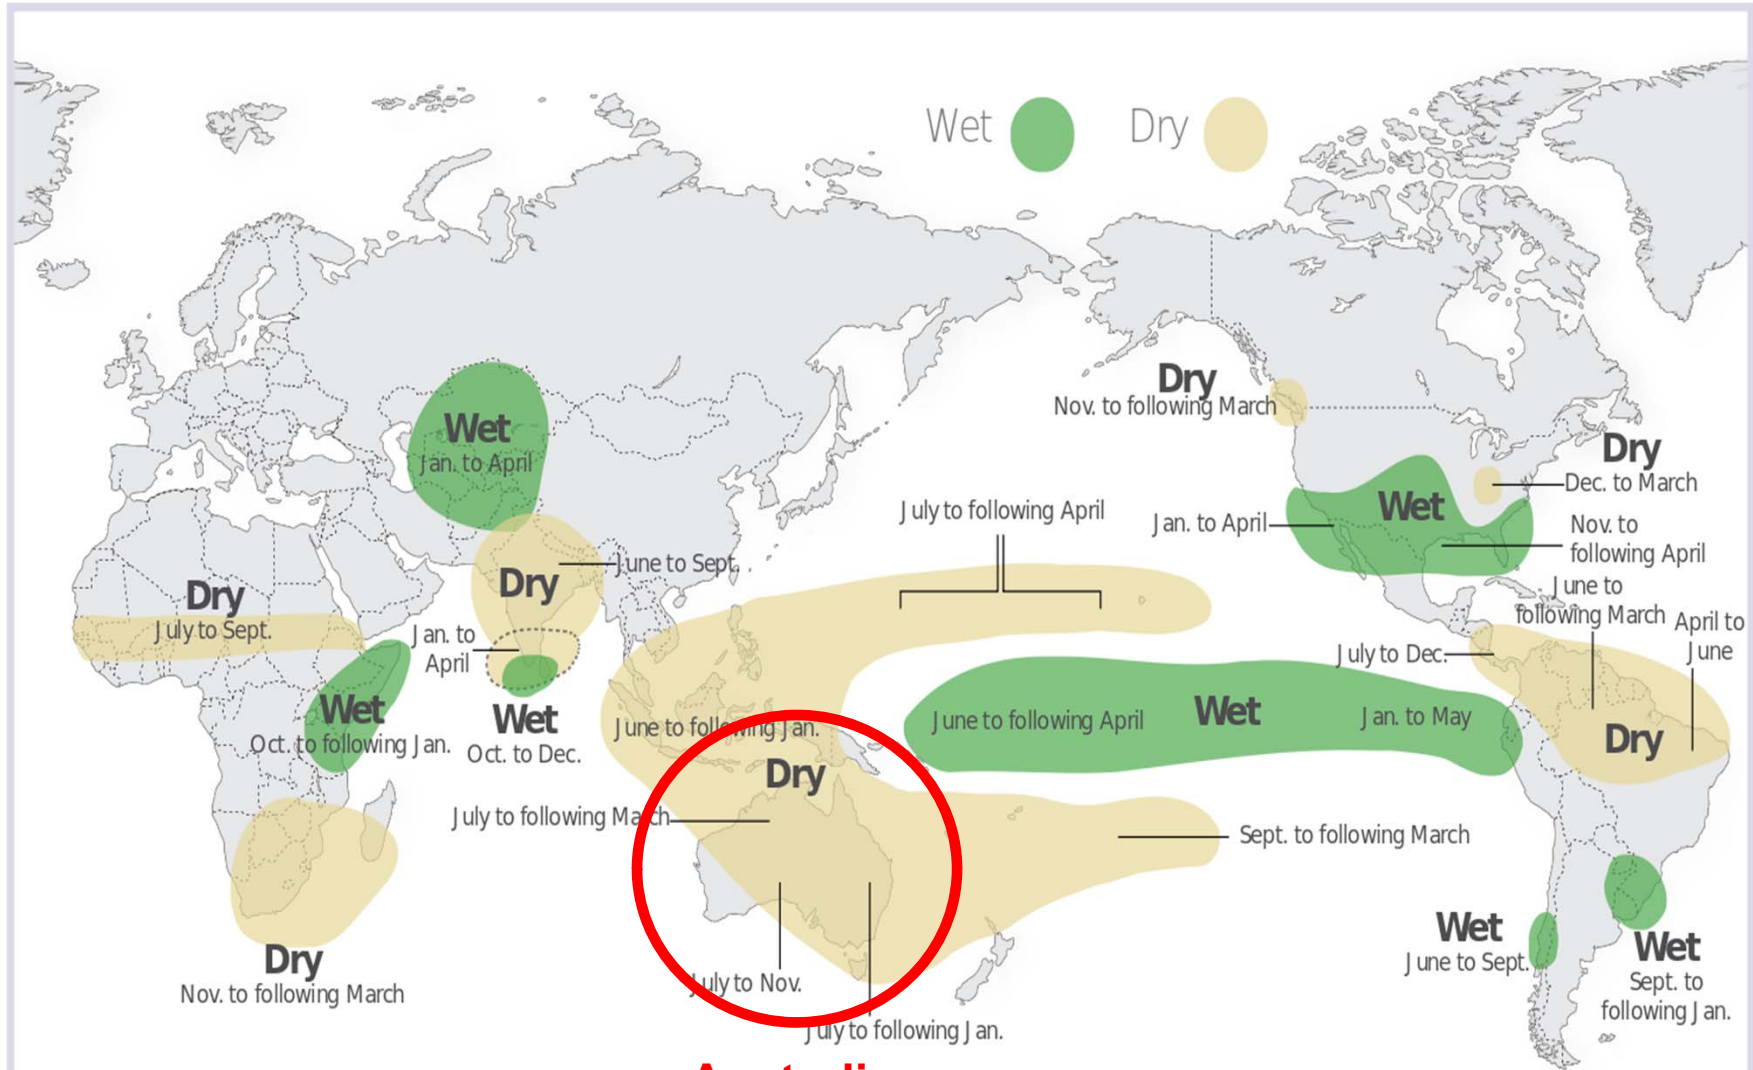 Wet
Dry
Dry
Nov. to following March
Wet
Jan. to April
Dry
Dec. to March
Wet
Jan. to April
Nov. to
following April
July to following April
June to Sept.
Dry
Dry
July to Sept.
Jan. to
April
June to
following March
April to
June
July to Dec.
Wet
Oct. to following Jan.
Wet
Oct. to Dec.
June to following Jan.
Dry
June to following April
Wet
Jan. to May
Dry
July to following March
Sept. to following March
July to Nov.
July to following Jan.
Dry
Nov. to following March
Wet
June to Sept.
Wet
Sept. to
following Jan.